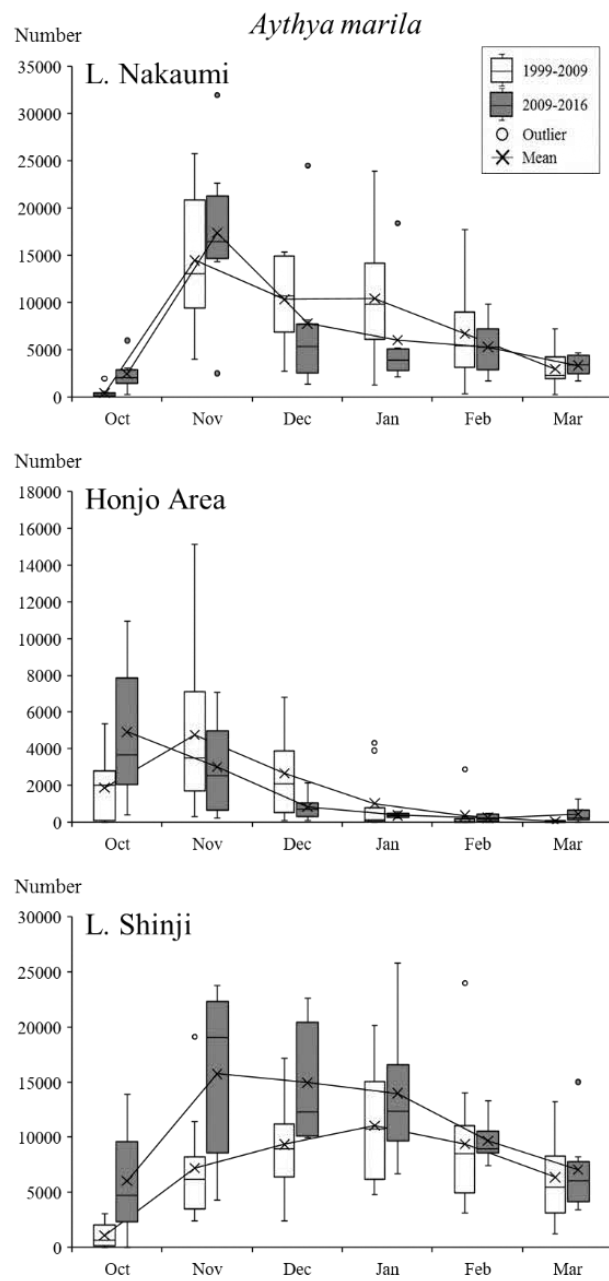 Aythya marila
Number
L. Nakaumi
1999-2009
2009-2016
Outlier
Mean
35000
30000
25000
20000
15000
10000
5000
0
Oct Nov Dec Jan Feb Mar
Number
Honjo Area
18000
16000
14000
12000
10000
8000
6000
4000
2000
0
Oct Nov Dec Jan Feb Mar
Number
L. Shinji
30000
25000
20000
15000
10000
5000
0
Oct Nov Dec Jan Feb Mar